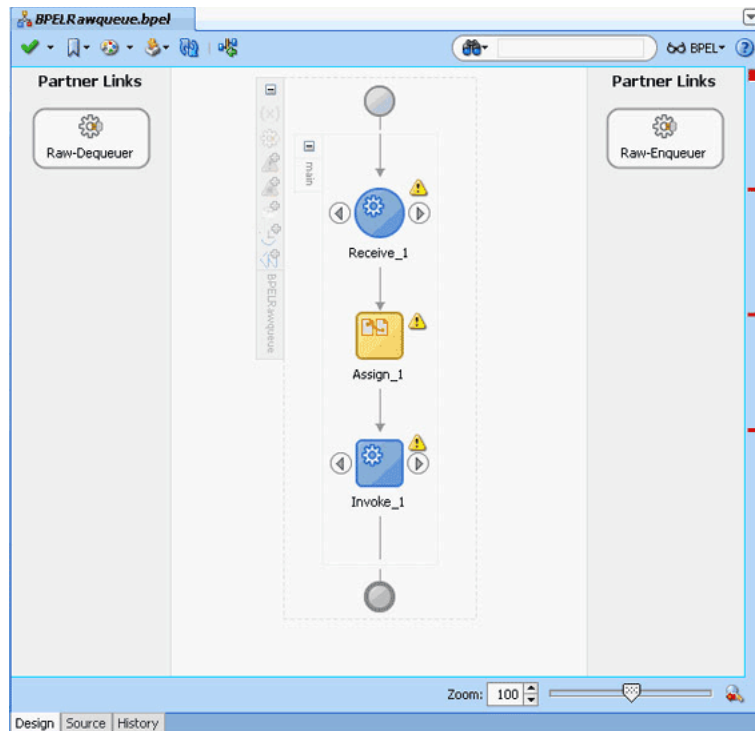 BPELRawqueue.bpel
BPEL
Partner Links
Partner Links
(x)
Raw-Dequeuer
Raw-Enqueuer
main
Receive_1
BPELRawqueue
Assign_1
Invoke_1
Zoom: 100
Design Source History